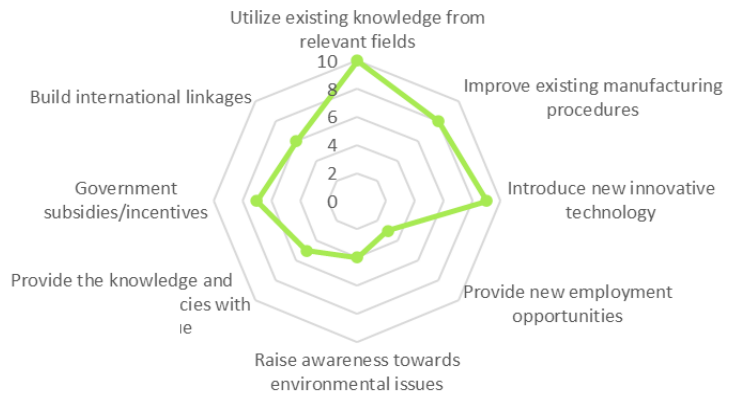 Utilize existing knowledge from
relevant fields
10
8
6
4
2
0
Improve existing manufacturing
procedures
Introduce new innovative
technology
Provide new employment
opportunities
Raise awareness towards
environmental issues
Provide the knowledge and
cies with
Government
subsidies/incentives
Build international linkages